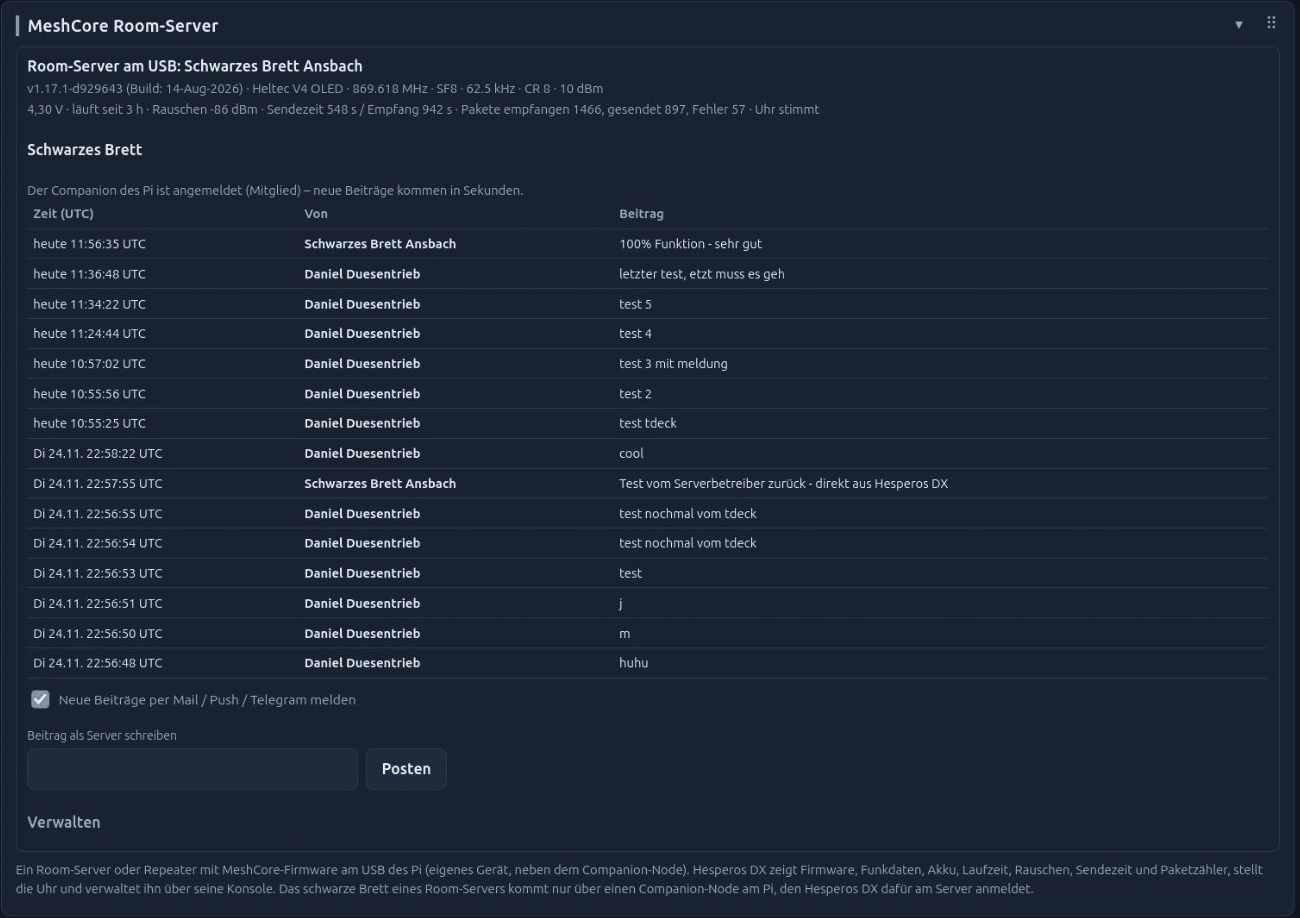 MeshCore Room-Server
Room-Server am USB: Schwarzes Brett Ansbach
v1.17.1-d929643 (Build: 14-Aug-2026) · Heltec V4 OLED · 869.618 MHz · SF8 · 62.5 kHz · CR 8 · 10 dBm
4,30 V · läuft seit 3 h · Rauschen -86 dBm · Sendezeit 548 s / Empfang 942 s · Pakete empfangen 1466, gesendet 897, Fehler 57 · Uhr stimmt
Schwarzes Brett
Der Companion des Pi ist angemeldet (Mitglied) – neue Beiträge kommen in Sekunden.
Zeit (UTC) Von Beitrag
heute 11:56:35 UTC Schwarzes Brett Ansbach 100% Funktion - sehr gut
heute 11:36:48 UTC Daniel Duesentrieb letzter test, etzt muss es geh
heute 11:34:22 UTC Daniel Duesentrieb test 5
heute 11:24:44 UTC Daniel Duesentrieb test 4
heute 10:57:02 UTC Daniel Duesentrieb test 3 mit meldung
heute 10:55:56 UTC Daniel Duesentrieb test 2
heute 10:55:25 UTC Daniel Duesentrieb test tdeck
Di 24.11. 22:58:22 UTC Daniel Duesentrieb cool
Di 24.11. 22:57:55 UTC Schwarzes Brett Ansbach Test vom Serverbetreiber zurück - direkt aus Hesperos DX
Di 24.11. 22:56:55 UTC Daniel Duesentrieb test nochmal vom tdeck
Di 24.11. 22:56:54 UTC Daniel Duesentrieb test nochmal vom tdeck
Di 24.11. 22:56:53 UTC Daniel Duesentrieb test
Di 24.11. 22:56:51 UTC Daniel Duesentrieb j
Di 24.11. 22:56:50 UTC Daniel Duesentrieb m
Di 24.11. 22:56:48 UTC Daniel Duesentrieb huhu
Neue Beiträge per Mail / Push / Telegram melden
Beitrag als Server schreiben
Posten
Verwalten
Ein Room-Server oder Repeater mit MeshCore-Firmware am USB des Pi (eigenes Gerät, neben dem Companion-Node). Hesperos DX zeigt Firmware, Funkdaten, Akku, Laufzeit, Rauschen, Sendezeit und Paketzähler, stellt
die Uhr und verwaltet ihn über seine Konsole. Das schwarze Brett eines Room-Servers kommt nur über einen Companion-Node am Pi, den Hesperos DX dafür am Server anmeldet.